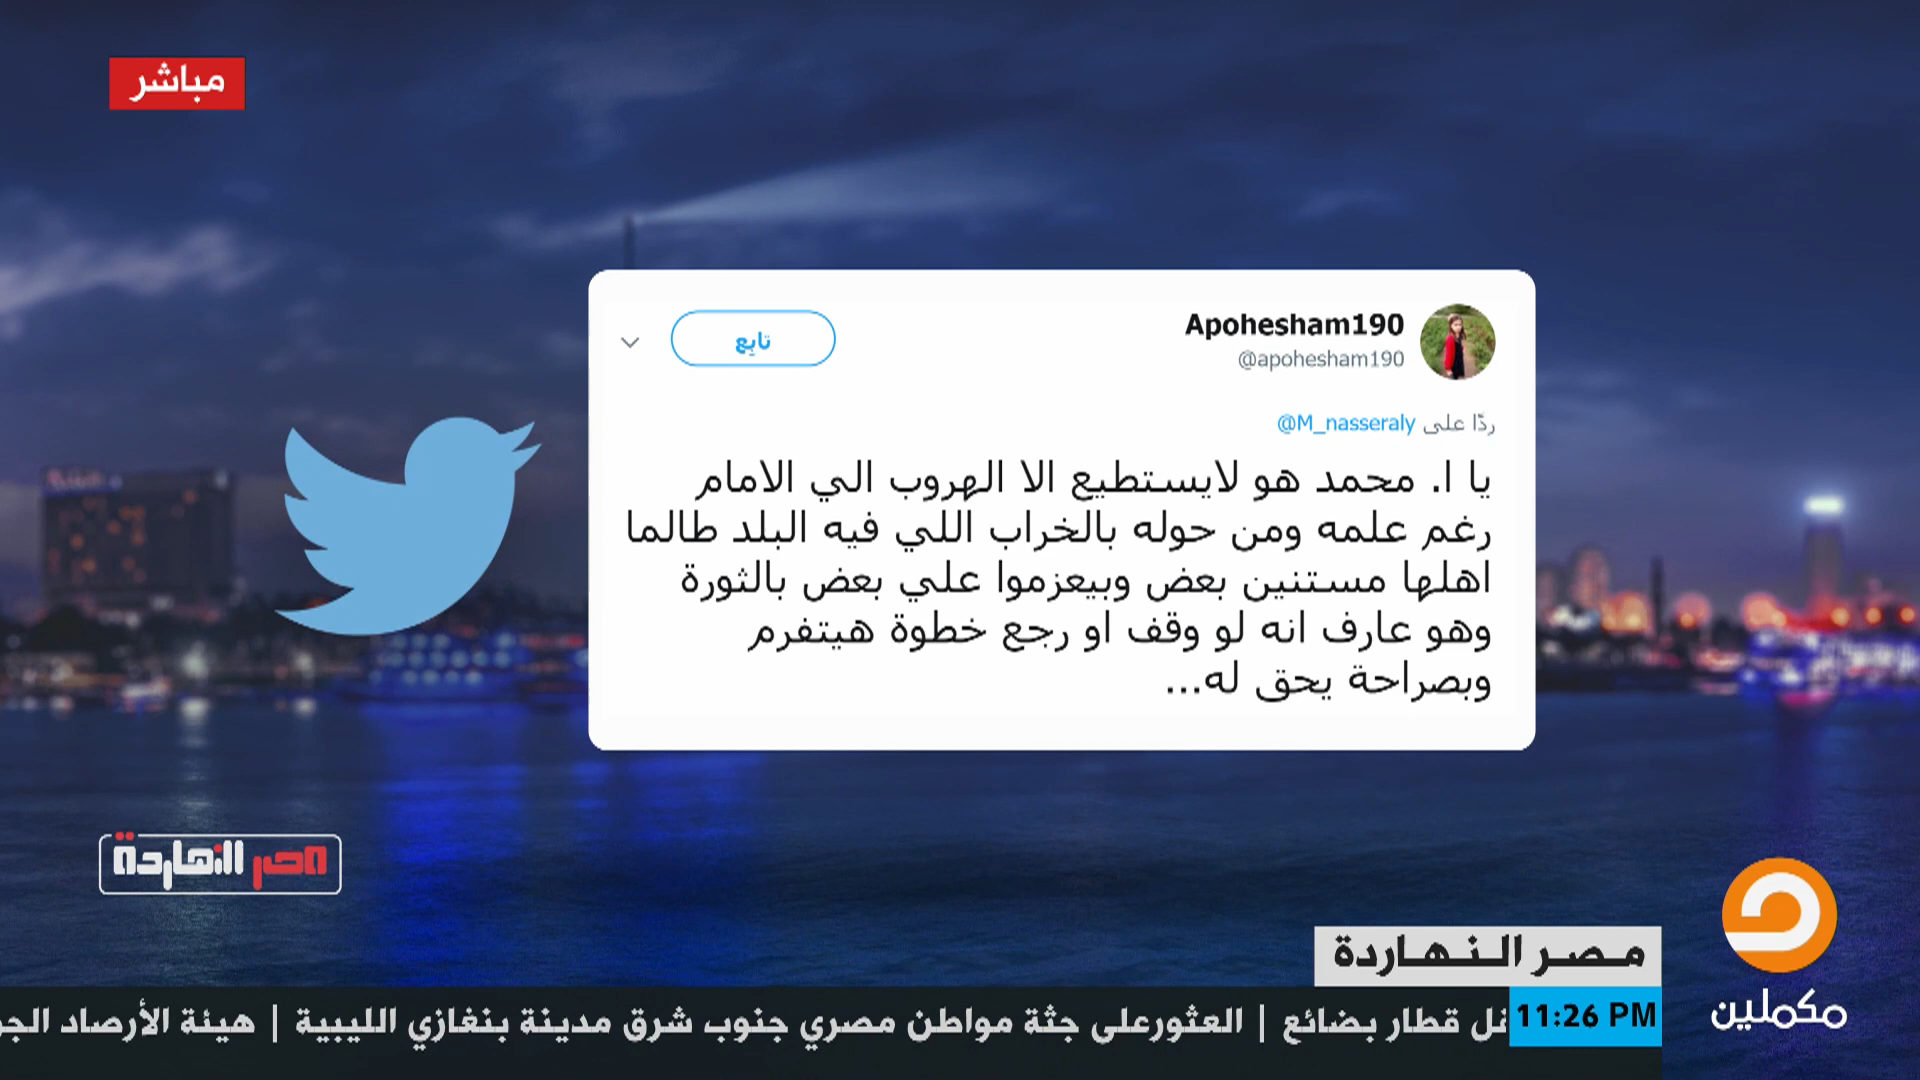 مباشر
Apohesham190
@apohesham190
تابِع
ردًا على @M_nasseraly
يا ا. محمد هو لايستطيع الا الهروب الي الامام
رغم علمه ومن حوله بالخراب اللي فيه البلد طالما
اهلها مستنين بعض وبيعزموا علي بعض بالثورة
وهو عارف انه لو وقف او رجع خطوة هيتفرم
وبصراحة يحق له...
مصر النهاردة
مصر النهاردة
مكملين
11:26 PM
قطار بضائع | العثورعلى جثة مواطن مصري جنوب شرق مدينة بنغازي الليبية | هيئة الأرصاد